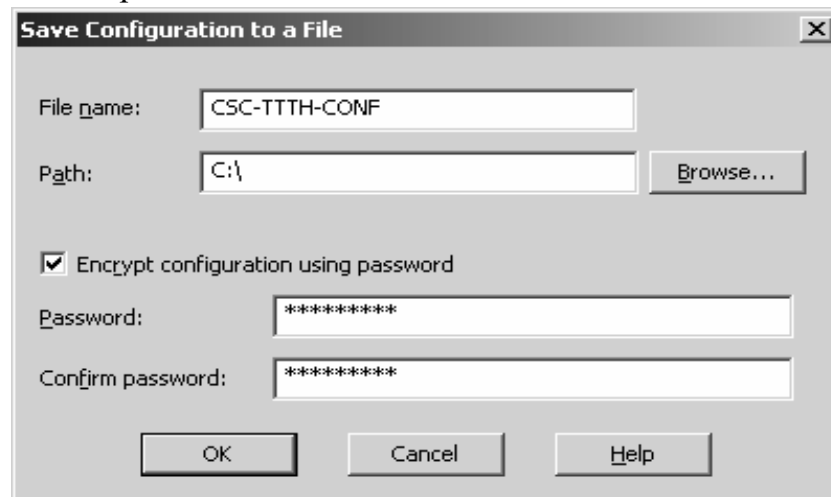 Save Configuration to a File
File name: CSC-TTTH-CONF
Path: C:\ Browse...
Encrypt configuration using password
Password: *********
Confirm password: *********
OK Cancel Help